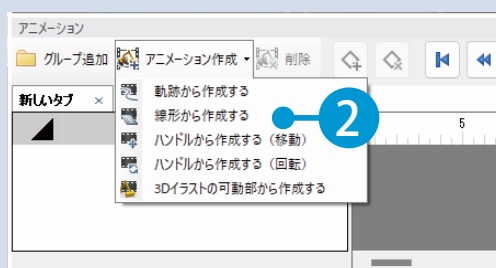 アニメーション
グループ追加 アニメーション作成 削除
新しいタブ ×
軌跡から作成する
線形から作成する
ハンドルから作成する（移動）
ハンドルから作成する（回転）
3Dイラストの可動部から作成する
2
5